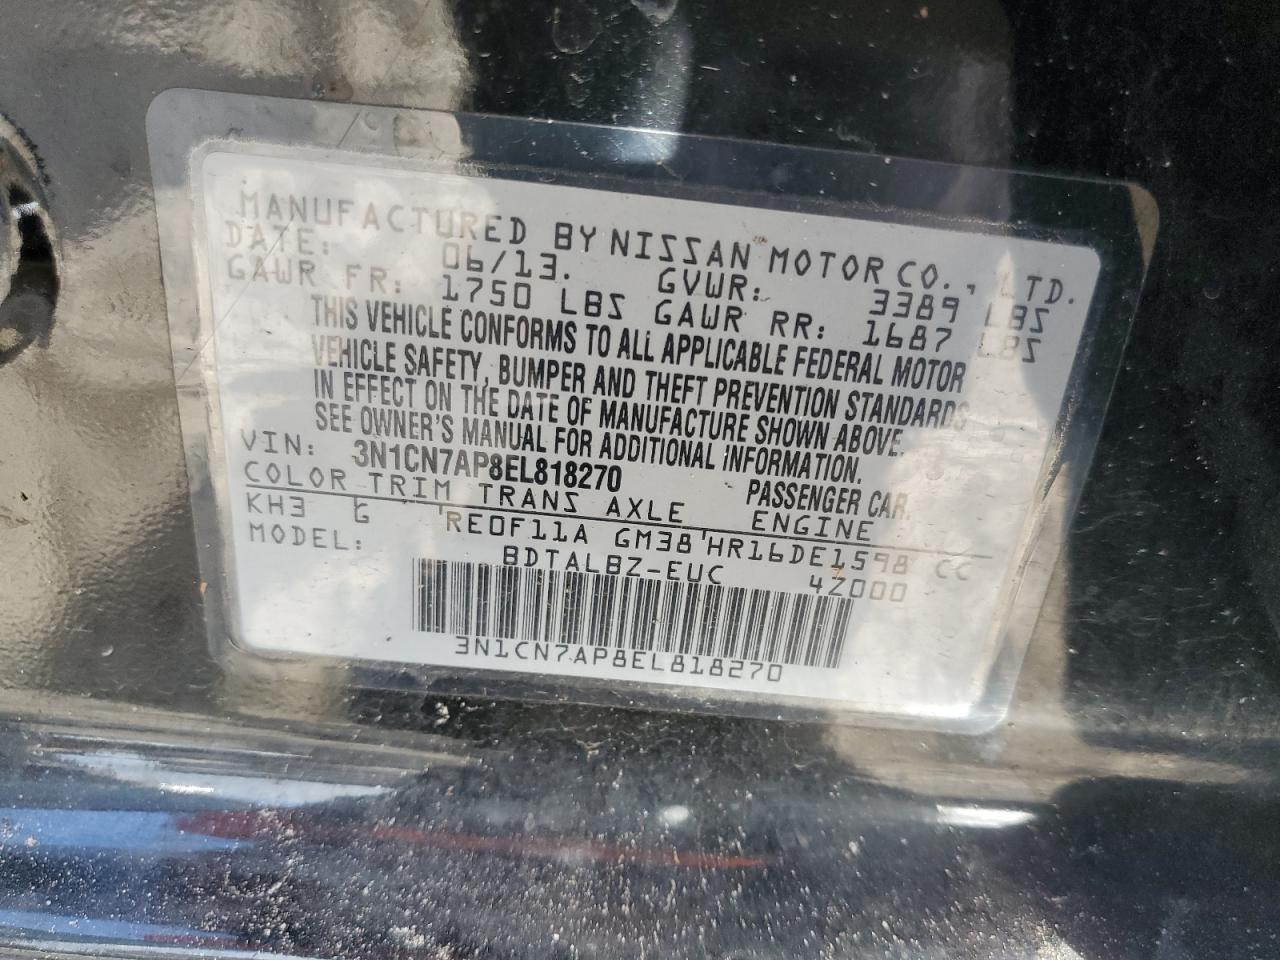 MANUFACTURED BY NISSAN MOTOR CO., LTD.
DATE: 06/13. GVWR: 3389 LBS
GAWR FR: 1750 LBS GAWR RR: 1687 LBS
THIS VEHICLE CONFORMS TO ALL APPLICABLE FEDERAL MOTOR
VEHICLE SAFETY, BUMPER AND THEFT PREVENTION STANDARDS
IN EFFECT ON THE DATE OF MANUFACTURE SHOWN ABOVE.
SEE OWNER'S MANUAL FOR ADDITIONAL INFORMATION.
VIN: 3N1CN7AP8EL818270 PASSENGER CAR.
COLOR TRIM TRANS AXLE ENGINE
KH3 G RE0F11A GM38 HR16DE1598 CC
MODEL: BDTALBZ-EUC 4Z000
3N1CN7AP8EL818270